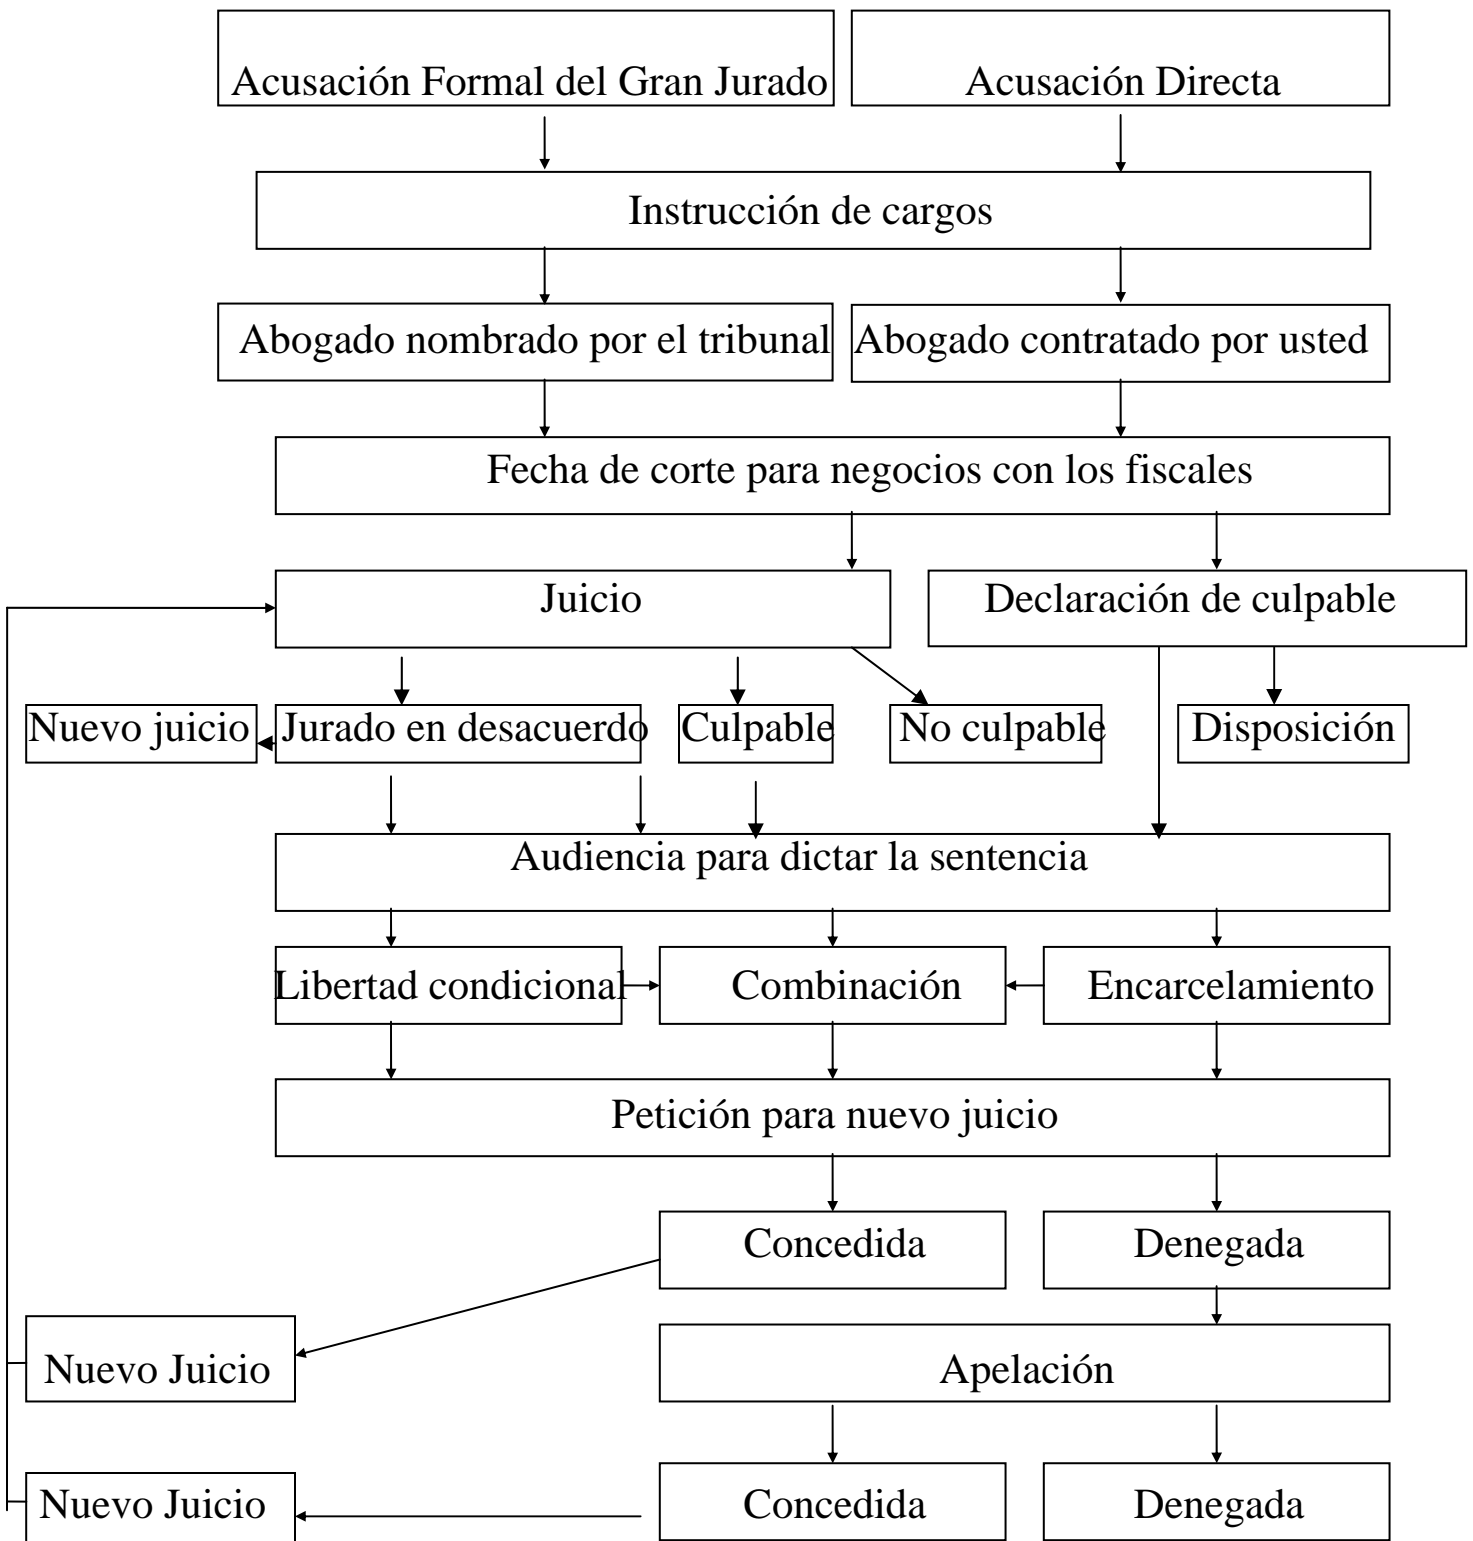 Acusación Formal del Gran Jurado
Acusación Directa
Instrucción de cargos
Abogado nombrado por el tribunal
Abogado contratado por usted
Fecha de corte para negocios con los fiscales
Juicio
Declaración de culpable
Nuevo juicio
Jurado en desacuerdo
Culpable
No culpable
Disposición
Audiencia para dictar la sentencia
Libertad condicional
Combinación
Encarcelamiento
Petición para nuevo juicio
Concedida
Denegada
Nuevo Juicio
Apelación
Nuevo Juicio
Concedida
Denegada